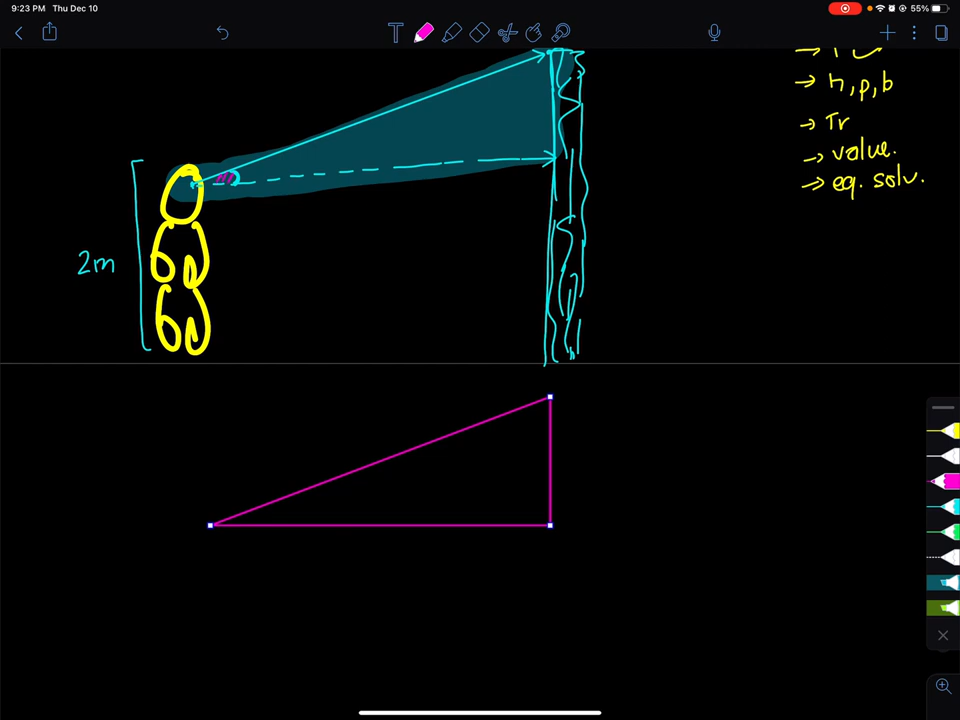 9:23 PM Thu Dec 10
55%
T
→ h, p, b
→ Tr
→ value.
→ eq. solv.
2m